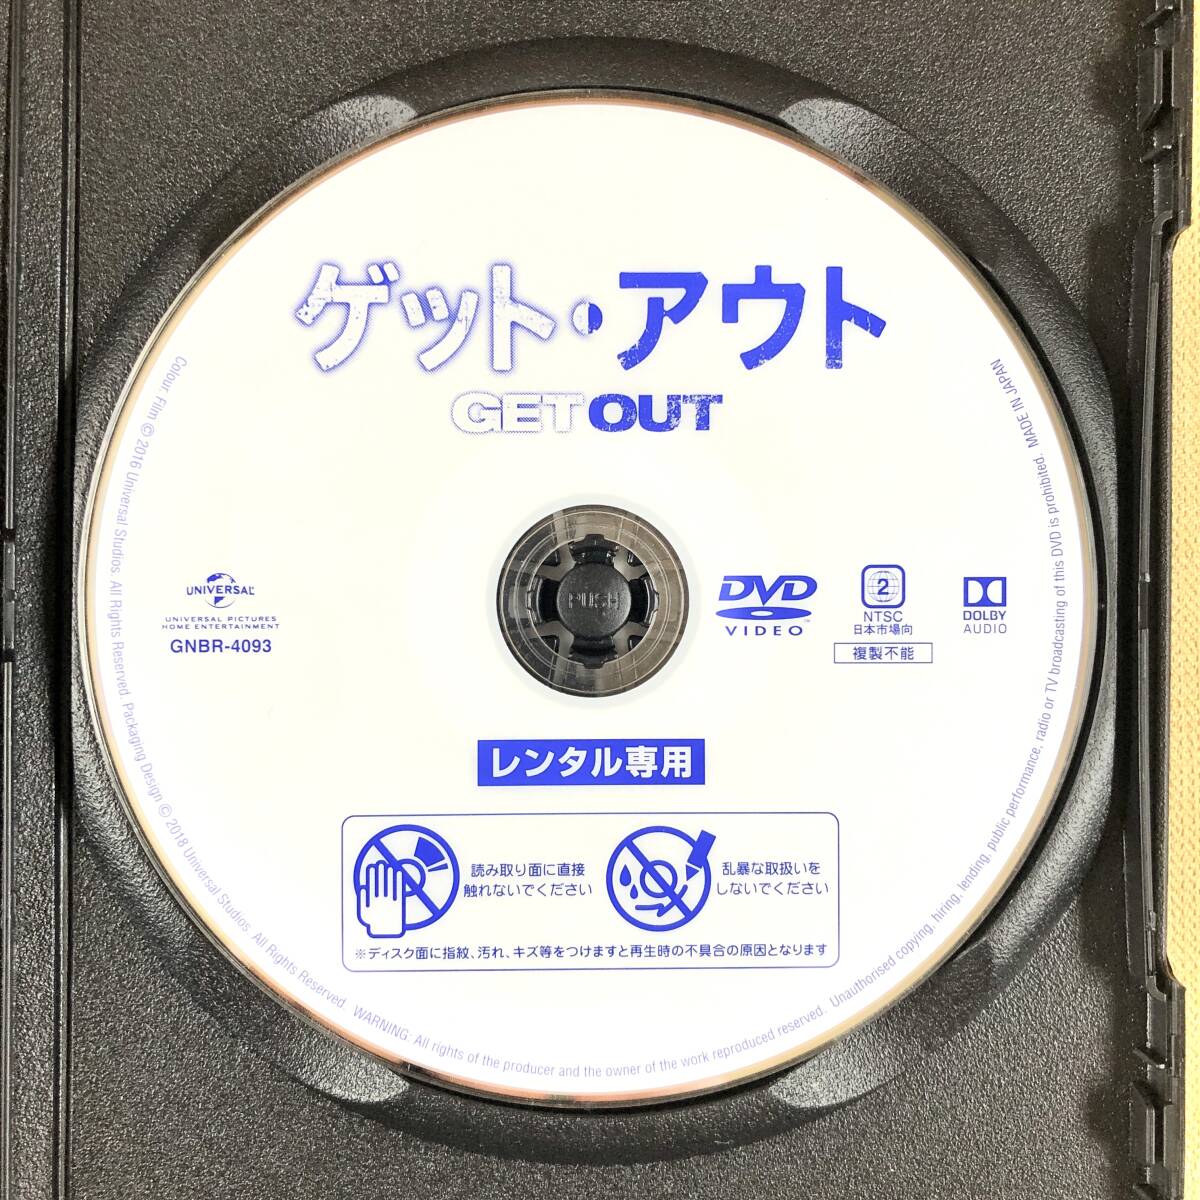 ゲット・アウト
GET OUT
UNIVERSAL
UNIVERSAL PICTURES
HOME ENTERTAINMENT
GNBR-4093
PUSH
DVD
VIDEO
TM
2
NTSC
日本市場向
複製不能
DOLBY
AUDIO
レンタル専用
読み取り面に直接
触れないでください
乱暴な取扱いを
しないでください
※ディスク面に指紋、汚れ、キズ等をつけますと再生時の不具合の原因となります
Colour. Film © 2016 Universal Studios. All Rights Reserved. Packaging Design © 2018 Universal Studios. All Rights Reserved. WARNING: All rights of the producer and the owner of the work reproduced reserved. Unauthorised copying, hiring, lending, public performance, radio or TV broadcasting of this DVD is prohibited. MADE IN JAPAN